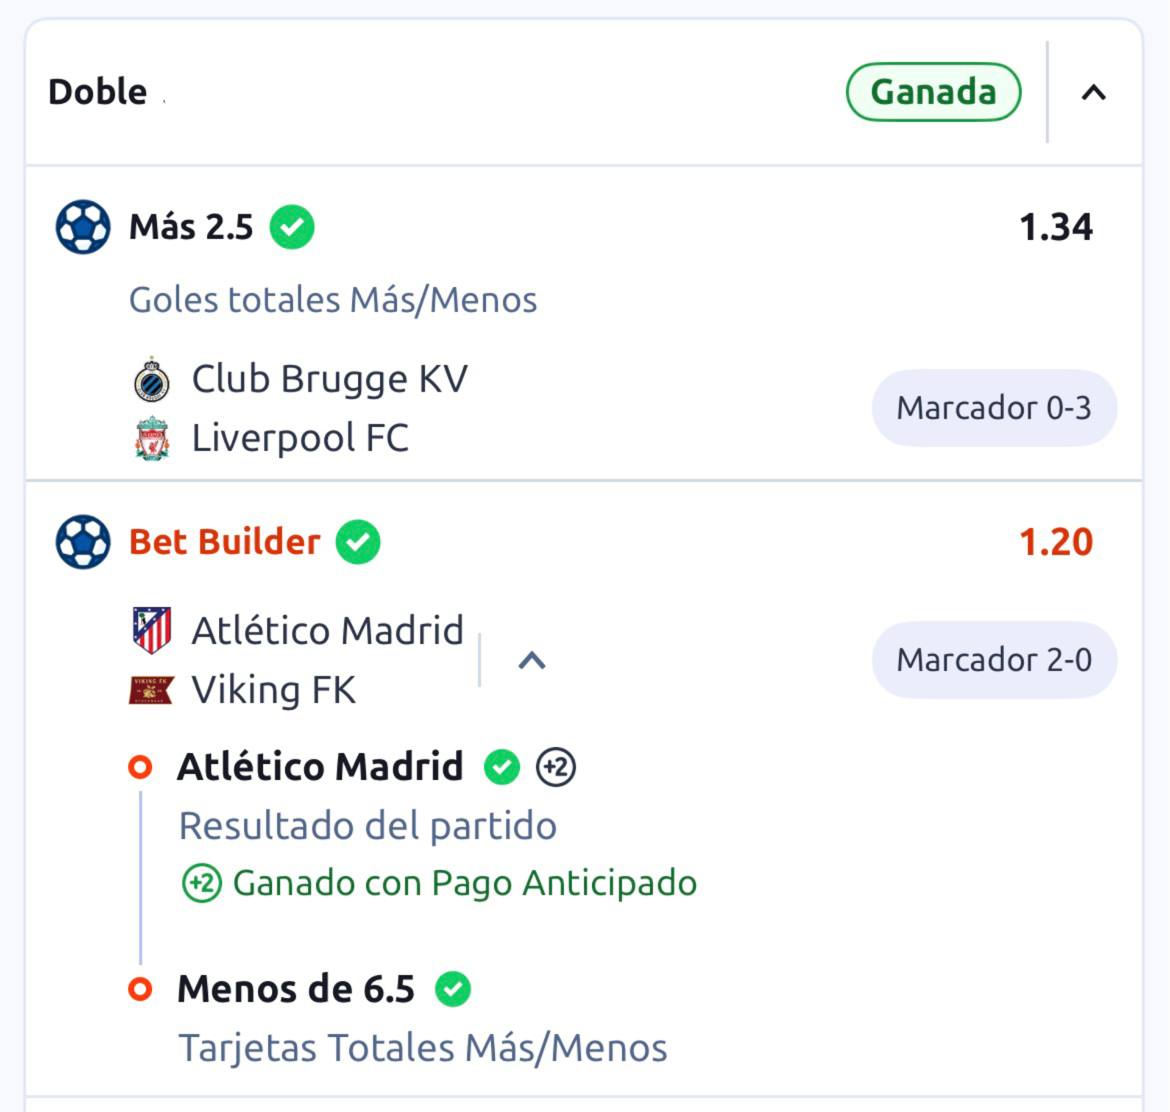 Doble
Ganada
Más 2.5
1.34
Goles totales Más/Menos
Club Brugge KV
Liverpool FC
Marcador 0-3
Bet Builder
1.20
Atlético Madrid
Viking FK
Marcador 2-0
Atlético Madrid +2
Resultado del partido
+2 Ganado con Pago Anticipado
Menos de 6.5
Tarjetas Totales Más/Menos